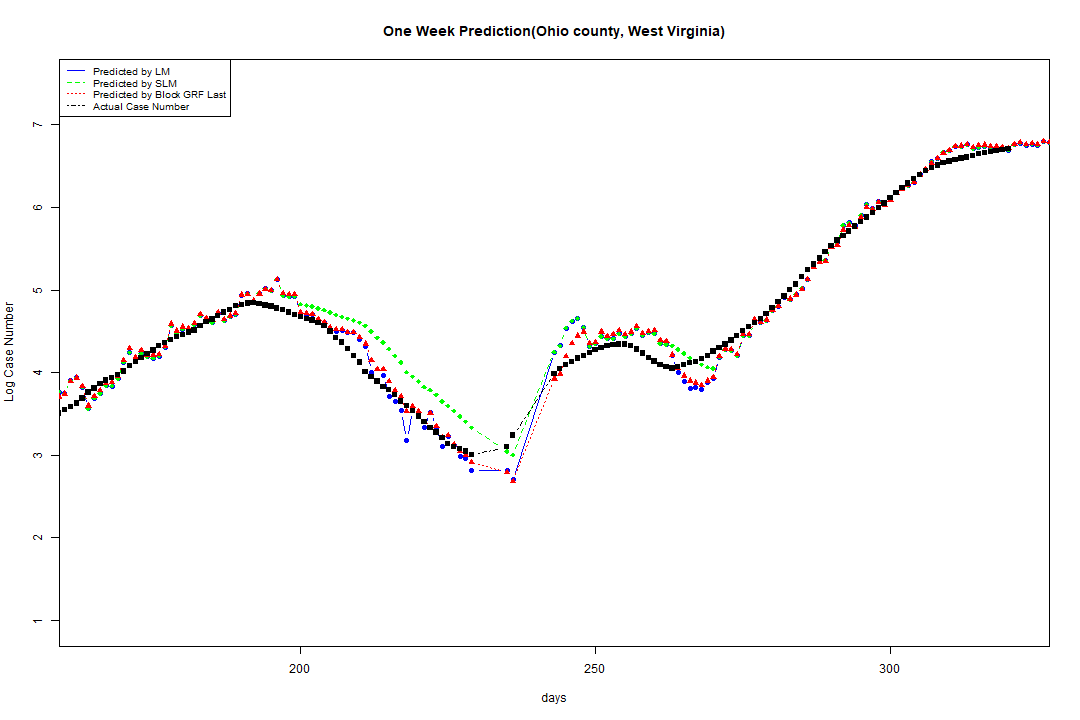 One Week Prediction(Ohio county, West Virginia)
Predicted by LM
Predicted by SLM
Predicted by Block GRF Last
Actual Case Number
Log Case Number
7
6
5
4
3
2
1
200
250
300
days